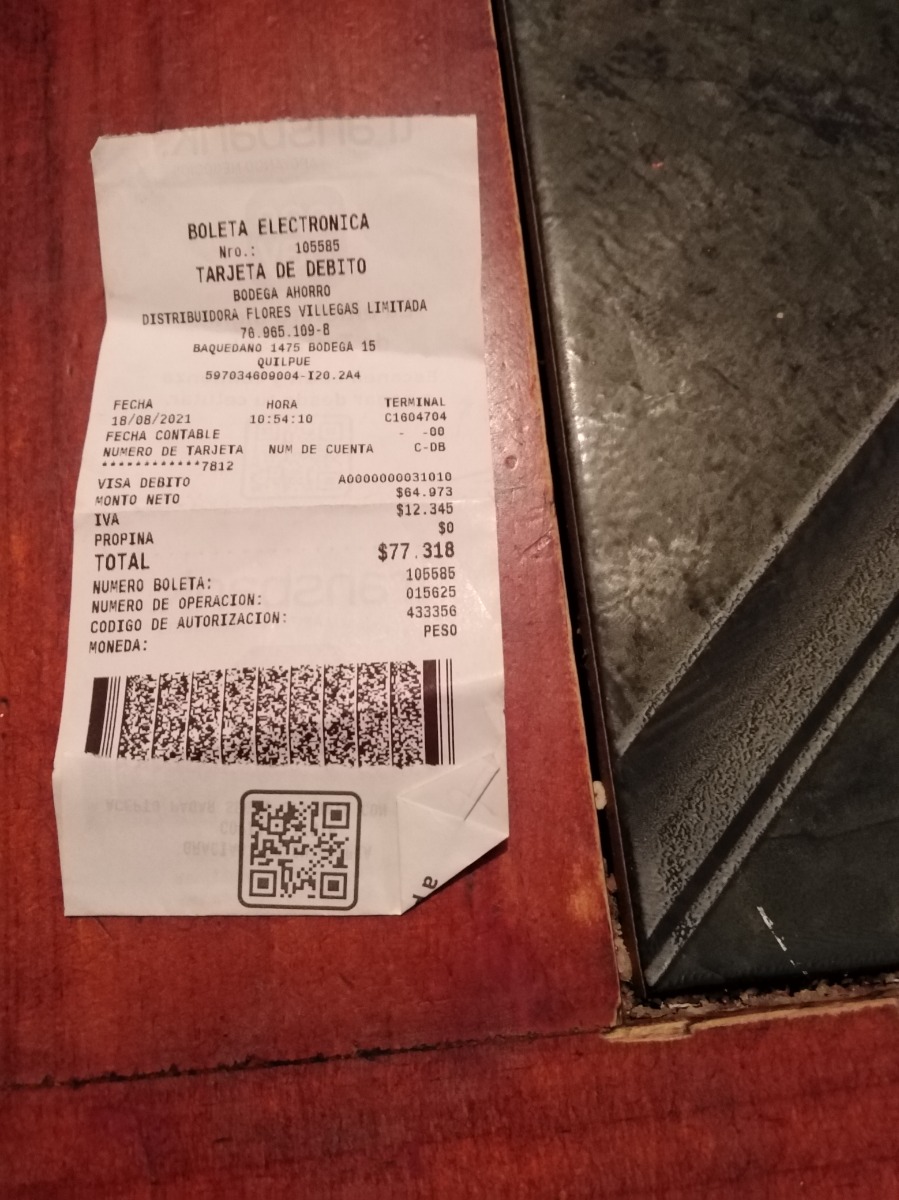 BOLETA ELECTRONICA
Nro.: 105585
TARJETA DE DEBITO
BODEGA AHORRO
DISTRIBUIDORA FLORES VILLEGAS LIMITADA
76.965.109-8
BAQUEDANO 1475 BODEGA 15
QUILPUE
597034609004-I20.2A4
FECHA HORA TERMINAL
18/08/2021 10:54:10 C1604704
FECHA CONTABLE - -00
NUMERO DE TARJETA NUM DE CUENTA C-DB
************7812
VISA DEBITO A0000000031010
MONTO NETO $64.973
IVA $12.345
PROPINA $0
TOTAL $77.318
NUMERO BOLETA: 105585
NUMERO DE OPERACION: 015625
CODIGO DE AUTORIZACION: 433356
MONEDA: PESO